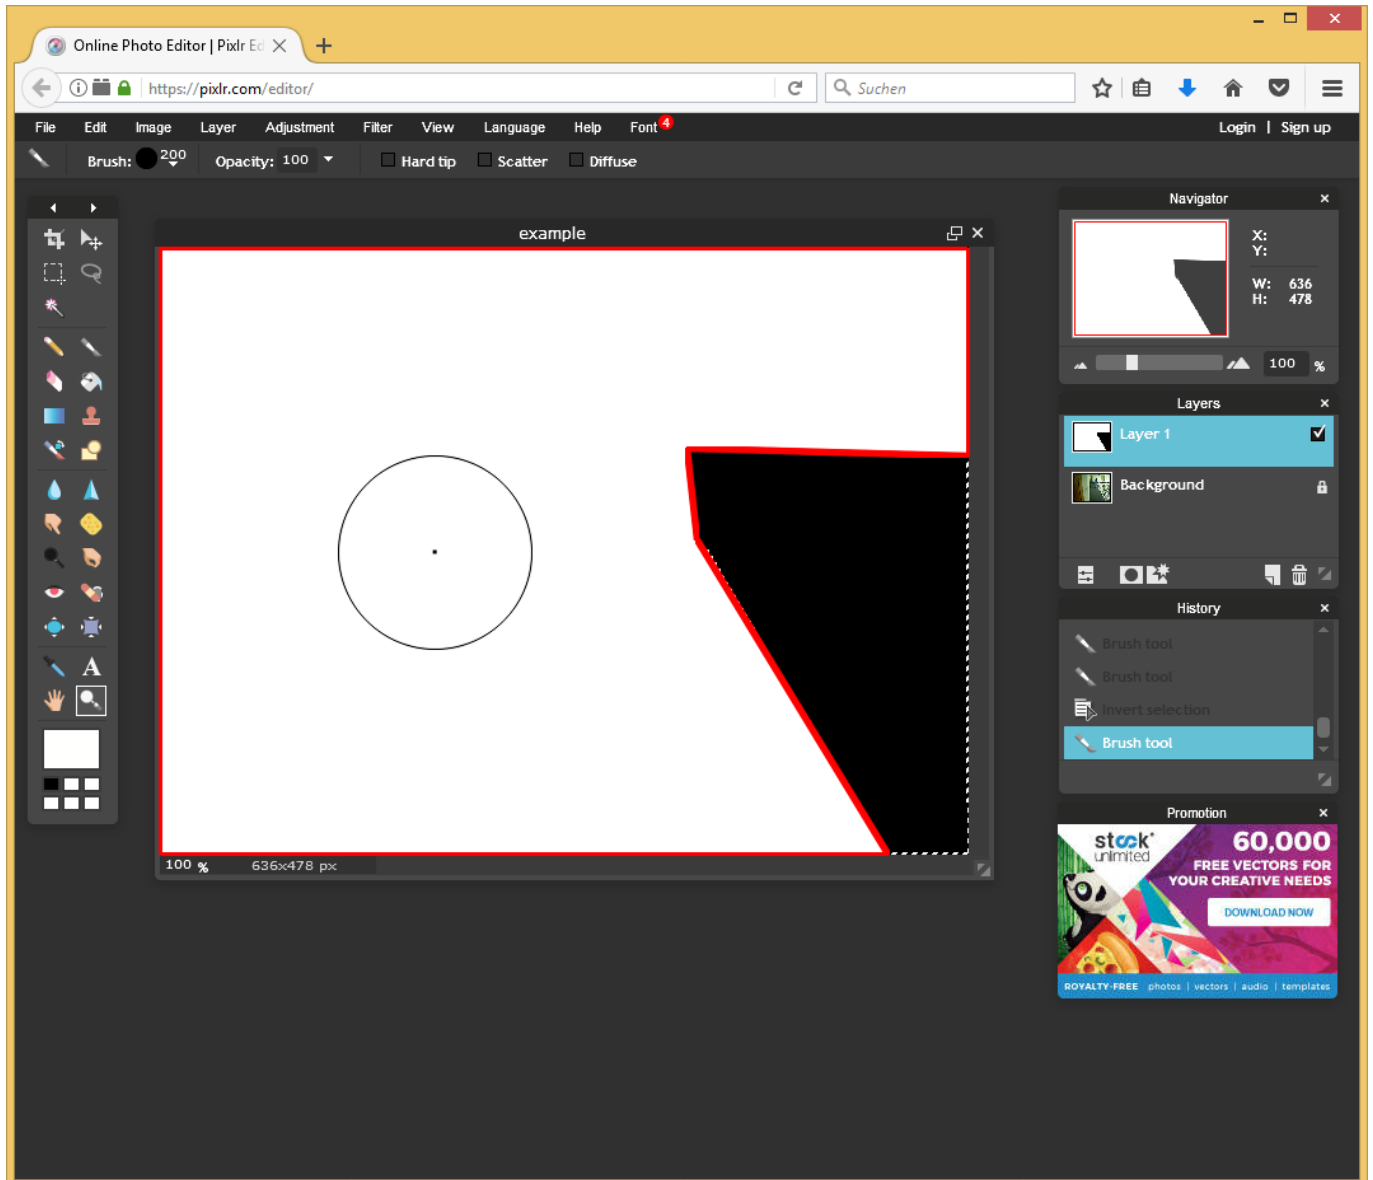 Online Photo Editor | Pixlr Ed
https://pixlr.com/editor/
Suchen
File Edit Image Layer Adjustment Filter View Language Help Font 4 Login | Sign up
Brush: 200 Opacity: 100 Hard tip Scatter Diffuse
example
100 % 636x478 px
Navigator
X:
Y:
W: 636
H: 478
100 %
Layers
Layer 1
Background
History
Brush tool
Brush tool
Invert selection
Brush tool
Promotion
stock
unlimited
60,000
FREE VECTORS FOR
YOUR CREATIVE NEEDS
DOWNLOAD NOW
ROYALTY-FREE photos | vectors | audio | templates